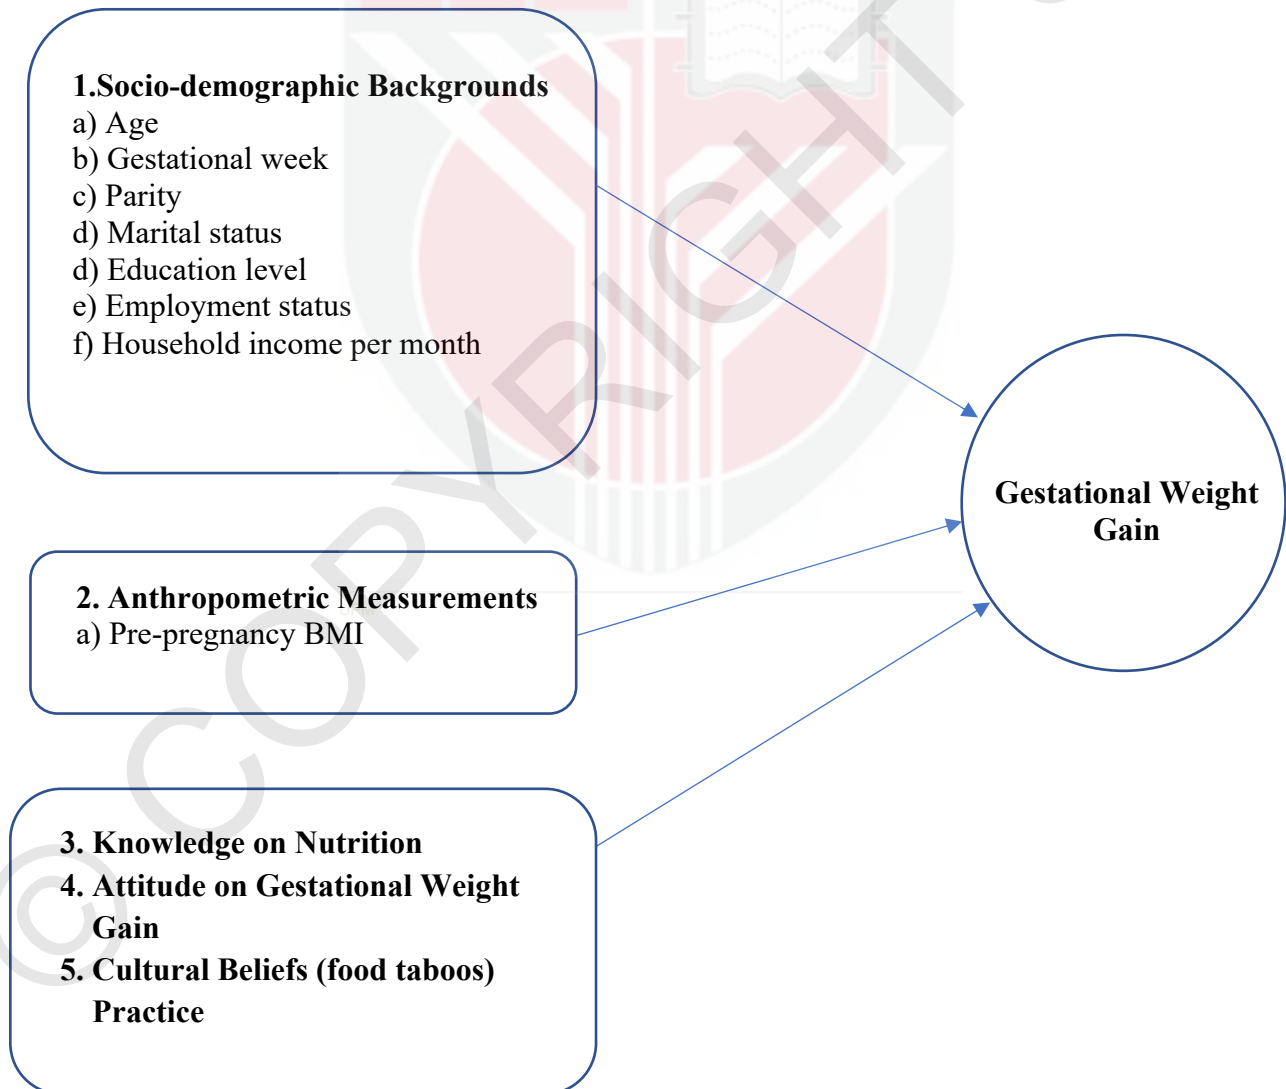 1.Socio-demographic Backgrounds
a) Age
b) Gestational week
c) Parity
d) Marital status
d) Education level
e) Employment status
f) Household income per month
Gestational Weight
Gain
2. Anthropometric Measurements
a) Pre-pregnancy BMI
3. Knowledge on Nutrition
4. Attitude on Gestational Weight
Gain
5. Cultural Beliefs (food taboos)
Practice
© COPYRIGHT